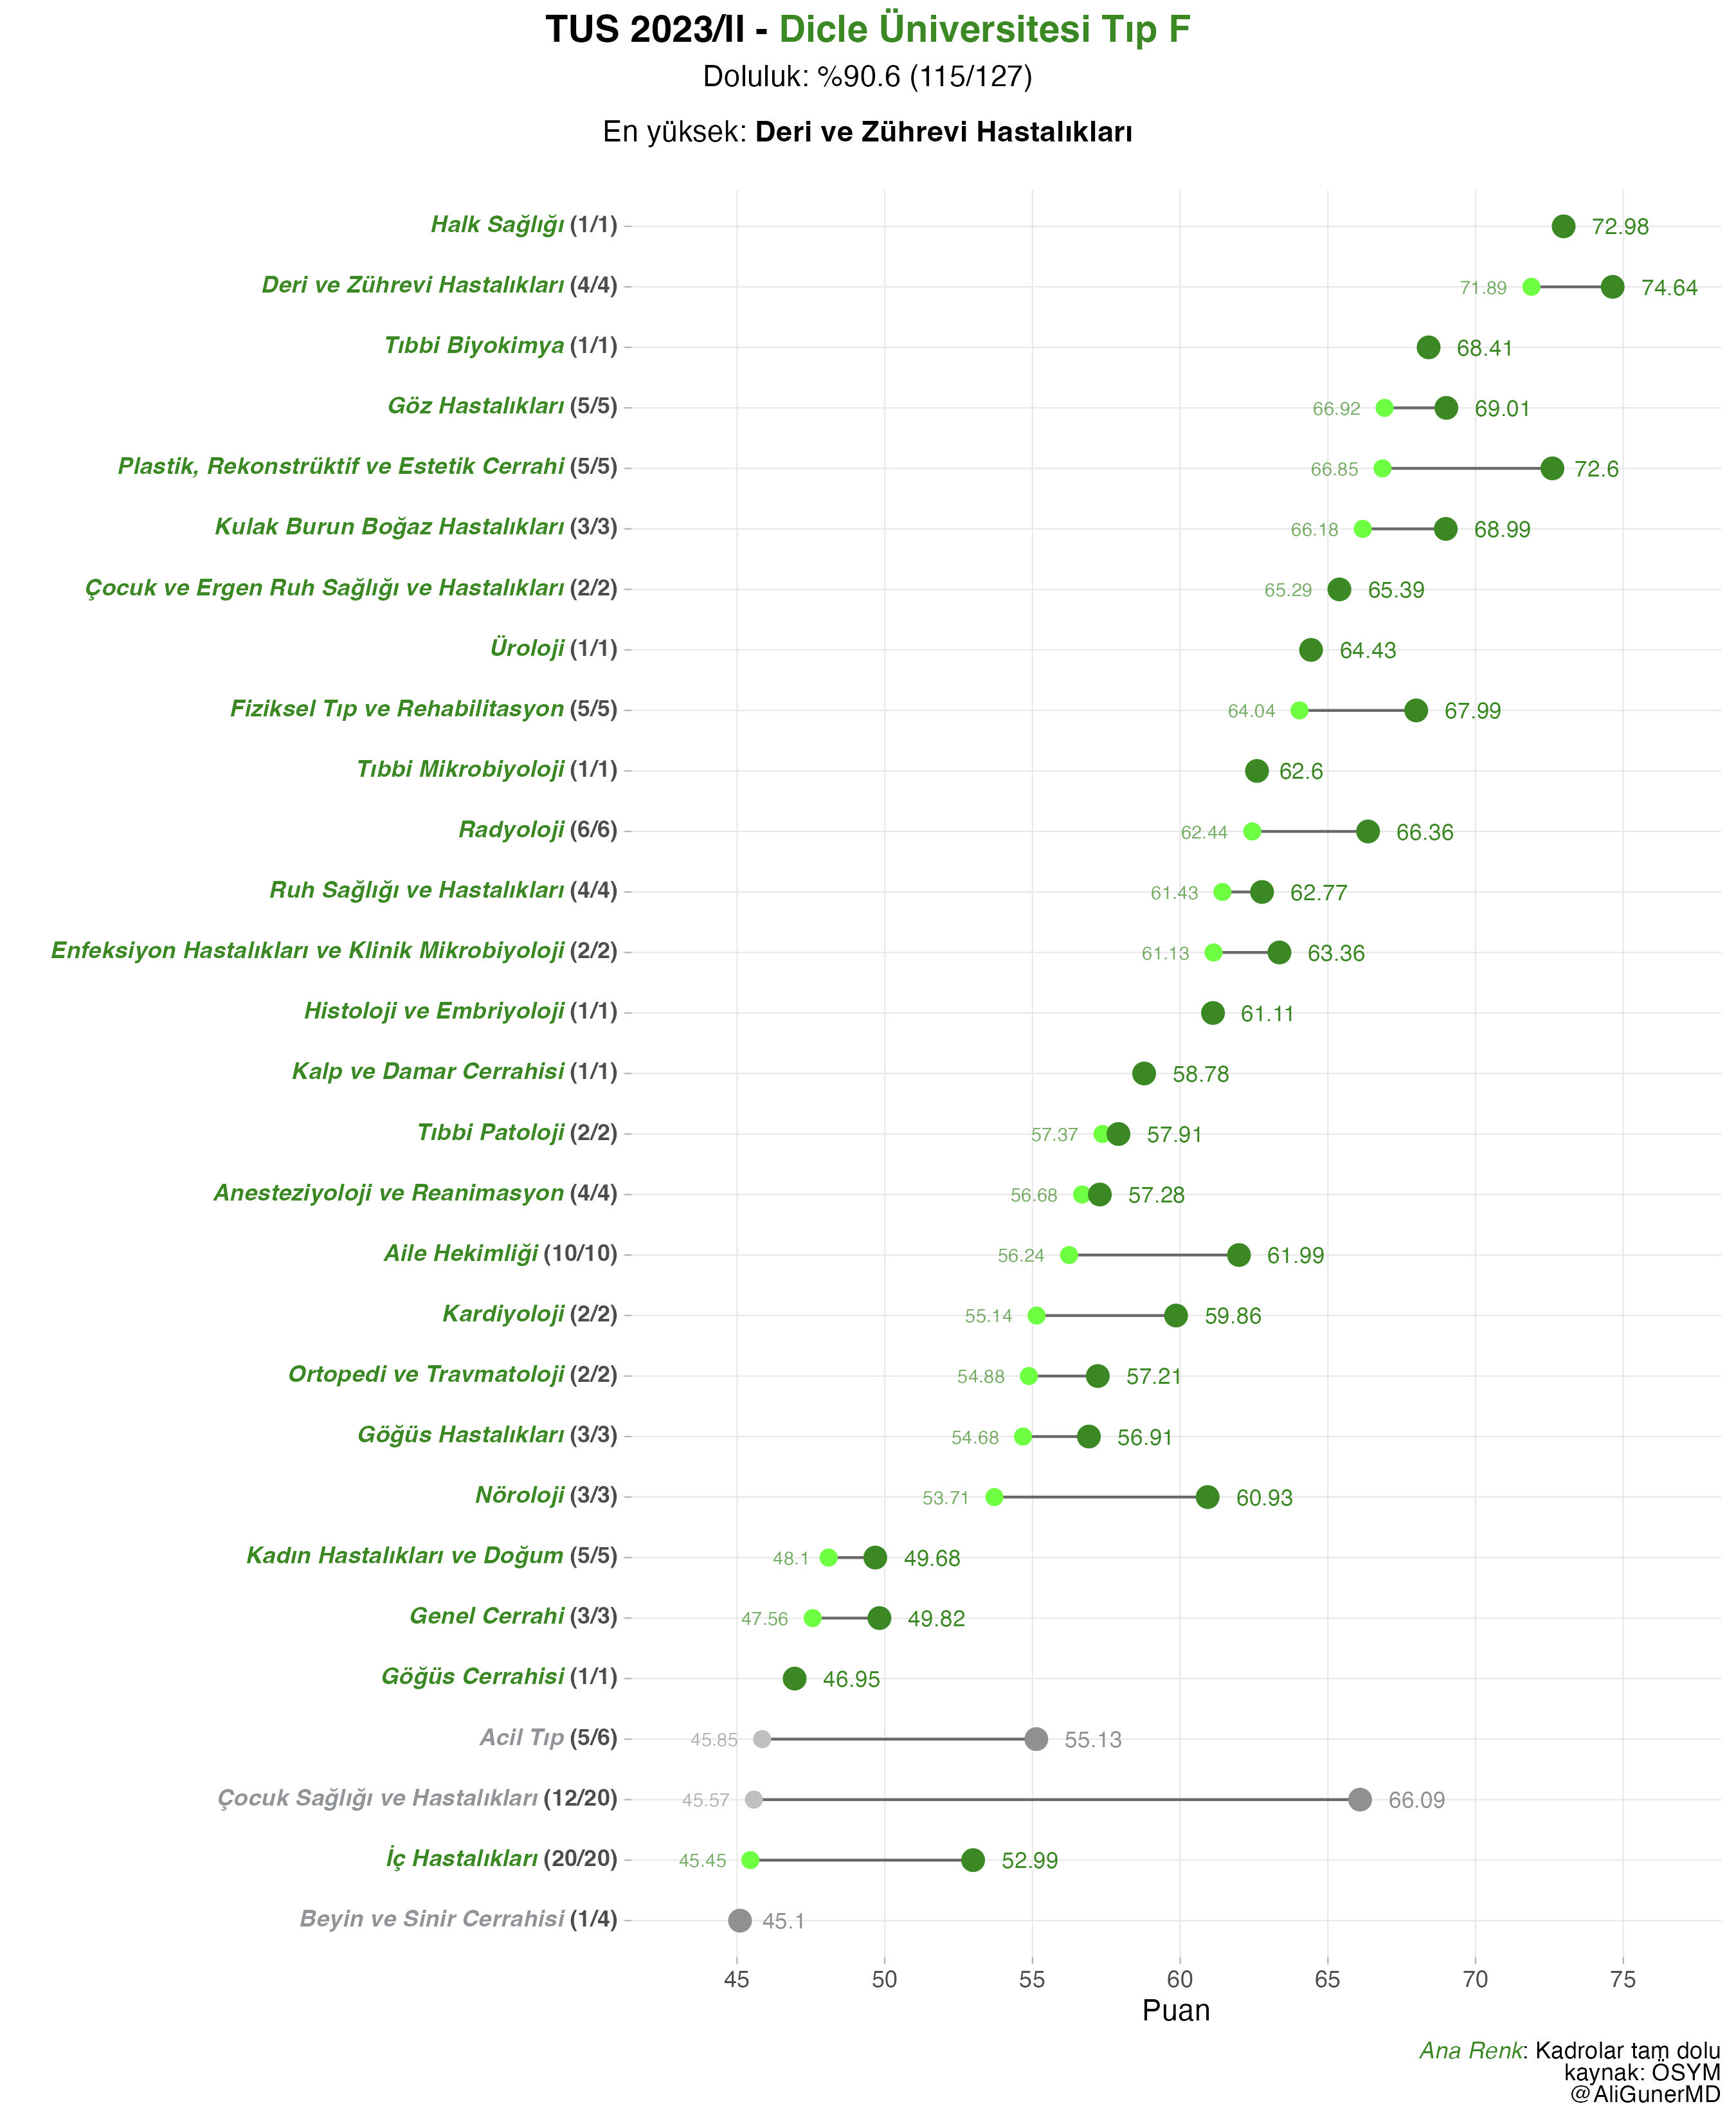 TUS 2023/II - Dicle Üniversitesi Tıp F
Doluluk: %90.6 (115/127)
En yüksek: Deri ve Zührevi Hastalıkları
Halk Sağlığı (1/1) 72.98
Deri ve Zührevi Hastalıkları (4/4) 71.89 74.64
Tıbbi Biyokimya (1/1) 68.41
Göz Hastalıkları (5/5) 66.92 69.01
Plastik, Rekonstrüktif ve Estetik Cerrahi (5/5) 66.85 72.6
Kulak Burun Boğaz Hastalıkları (3/3) 66.18 68.99
Çocuk ve Ergen Ruh Sağlığı ve Hastalıkları (2/2) 65.29 65.39
Üroloji (1/1) 64.43
Fiziksel Tıp ve Rehabilitasyon (5/5) 64.04 67.99
Tıbbi Mikrobiyoloji (1/1) 62.6
Radyoloji (6/6) 62.44 66.36
Ruh Sağlığı ve Hastalıkları (4/4) 61.43 62.77
Enfeksiyon Hastalıkları ve Klinik Mikrobiyoloji (2/2) 61.13 63.36
Histoloji ve Embriyoloji (1/1) 61.11
Kalp ve Damar Cerrahisi (1/1) 58.78
Tıbbi Patoloji (2/2) 57.37 57.91
Anesteziyoloji ve Reanimasyon (4/4) 56.68 57.28
Aile Hekimliği (10/10) 56.24 61.99
Kardiyoloji (2/2) 55.14 59.86
Ortopedi ve Travmatoloji (2/2) 54.88 57.21
Göğüs Hastalıkları (3/3) 54.68 56.91
Nöroloji (3/3) 53.71 60.93
Kadın Hastalıkları ve Doğum (5/5) 48.1 49.68
Genel Cerrahi (3/3) 47.56 49.82
Göğüs Cerrahisi (1/1) 46.95
Acil Tıp (5/6) 45.85 55.13
Çocuk Sağlığı ve Hastalıkları (12/20) 45.57 66.09
İç Hastalıkları (20/20) 45.45 52.99
Beyin ve Sinir Cerrahisi (1/4) 45.1
45 50 55 60 65 70 75
Puan
Ana Renk: Kadrolar tam dolu
kaynak: ÖSYM
@AliGunerMD